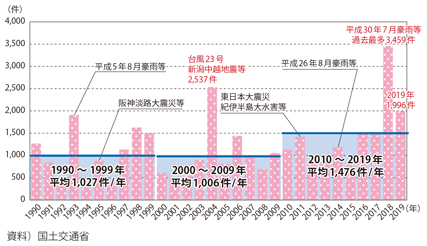 (件)
4,000
3,500
3,000
2,500
2,000
1,500
1,000
500
0
平成5年8月豪雨等
阪神淡路大震災等
台風23号
新潟中越地震等
2,537件
東日本大震災
紀伊半島大水害等
平成26年8月豪雨等
平成30年7月豪雨等
過去最多3,459件
2019年
1,996件
1990～1999年
平均1,027件/年
2000～2009年
平均1,006件/年
2010～2019年
平均1,476件/年
1990 1991 1992 1993 1994 1995 1996 1997 1998 1999 2000 2001 2002 2003 2004 2005 2006 2007 2008 2009 2010 2011 2012 2013 2014 2015 2016 2017 2018 2019 (年)
資料）国土交通省